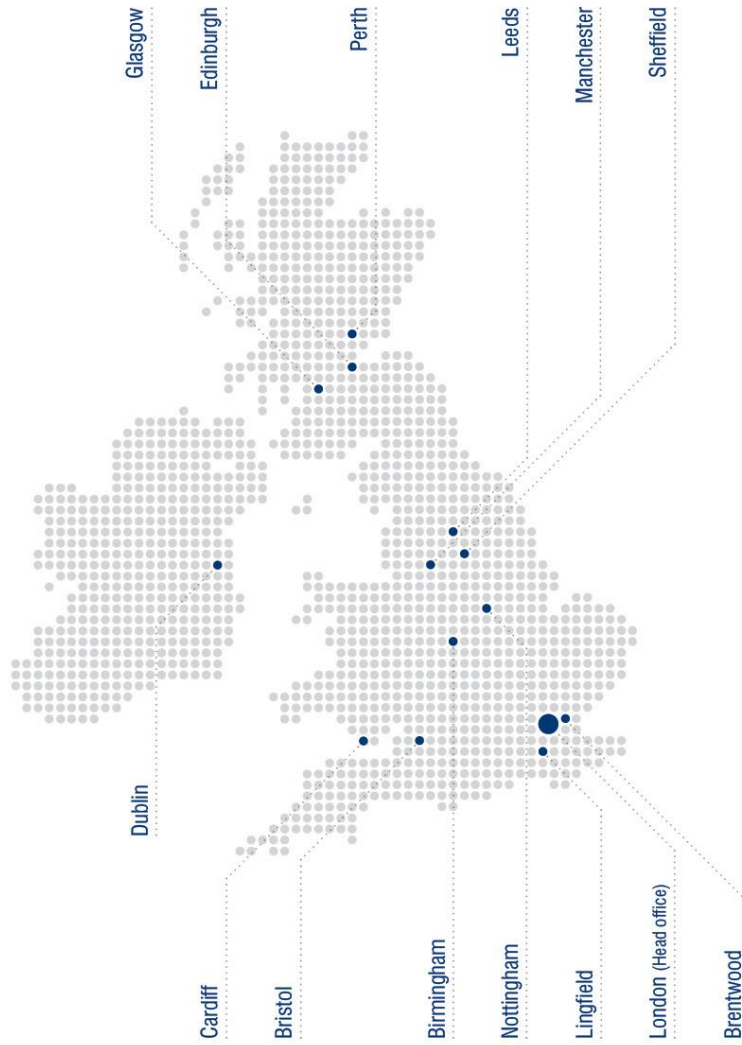 Glasgow
Edinburgh
Perth
Leeds
Manchester
Sheffield
Dublin
Cardiff
Bristol
Birmingham
Nottingham
Lingfield
London (Head office)
Brentwood